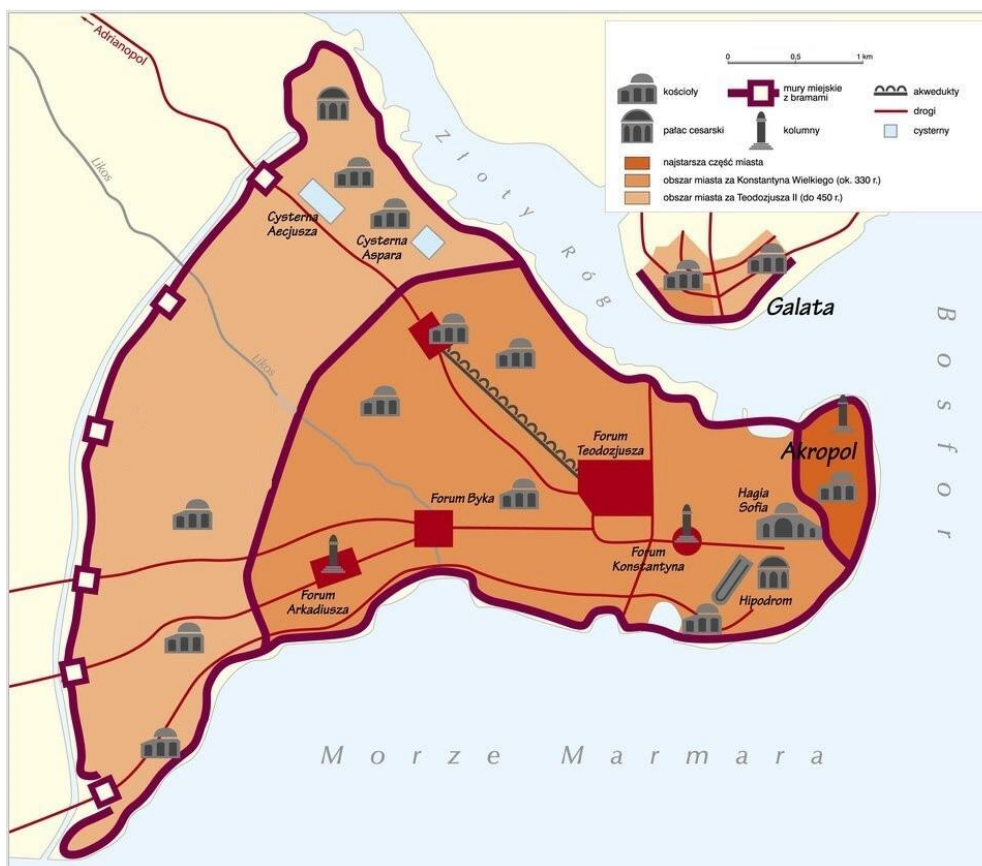 Adrianopol
Likos
Złoty Róg
0 0,5 1 km
kościoły
mury miejskie
z bramami
akwedukty
drogi
pałac cesarski
kolumny
cysterny
najstarsza część miasta
obszar miasta za Konstantyna Wielkiego (ok. 330 r.)
obszar miasta za Teodozjusza II (do 450 r.)
Cysterna
Aecjusza
Cysterna
Aspara
Galata
Bosfor
Likos
Forum
Teodozjusza
Akropol
Forum Byka
Hagia
Sofia
Forum
Konstantyna
Forum
Arkadiusza
Hipodrom
Morze Marmara